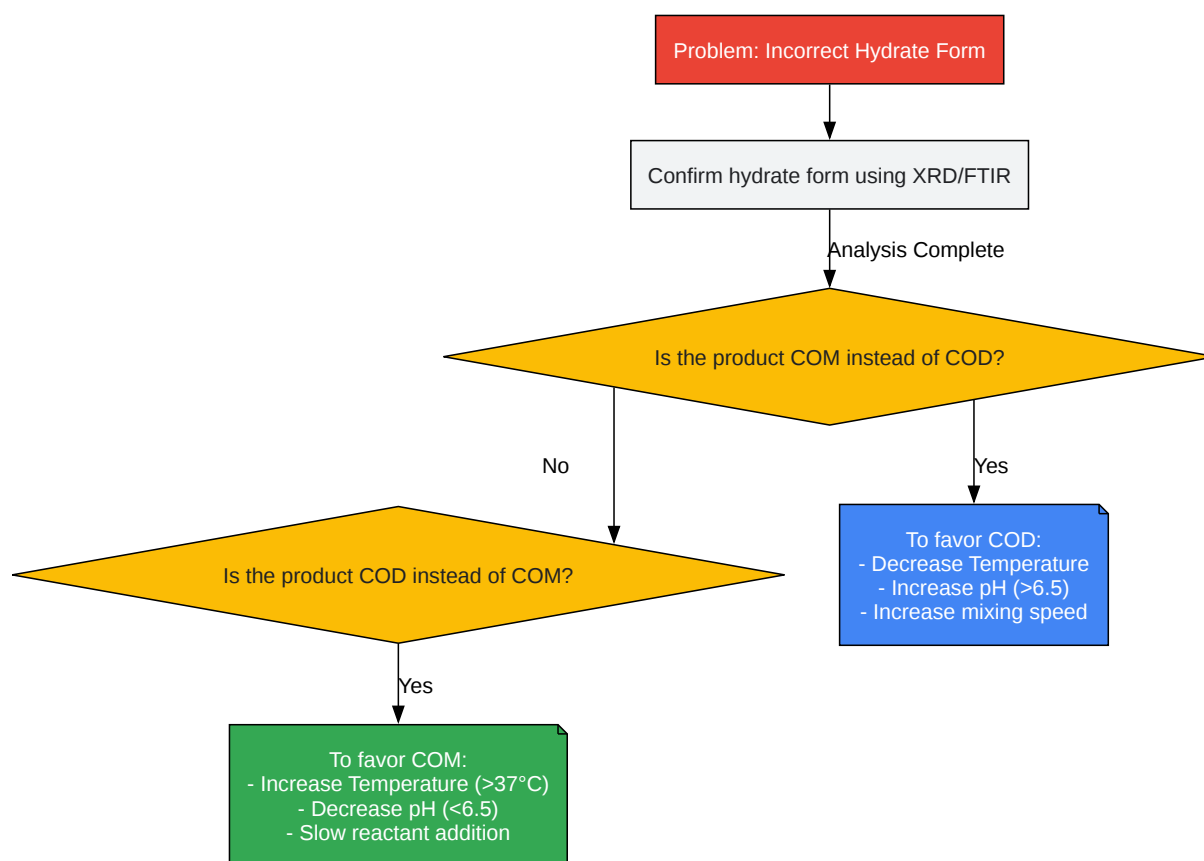 Problem: Incorrect Hydrate Form
Confirm hydrate form using XRD/FTIR
Analysis Complete
Is the product COM instead of COD?
No
Yes
To favor COD:
- Decrease Temperature
- Increase pH (>6.5)
- Increase mixing speed
Is the product COD instead of COM?
Yes
To favor COM:
- Increase Temperature (>37°C)
- Decrease pH (<6.5)
- Slow reactant addition